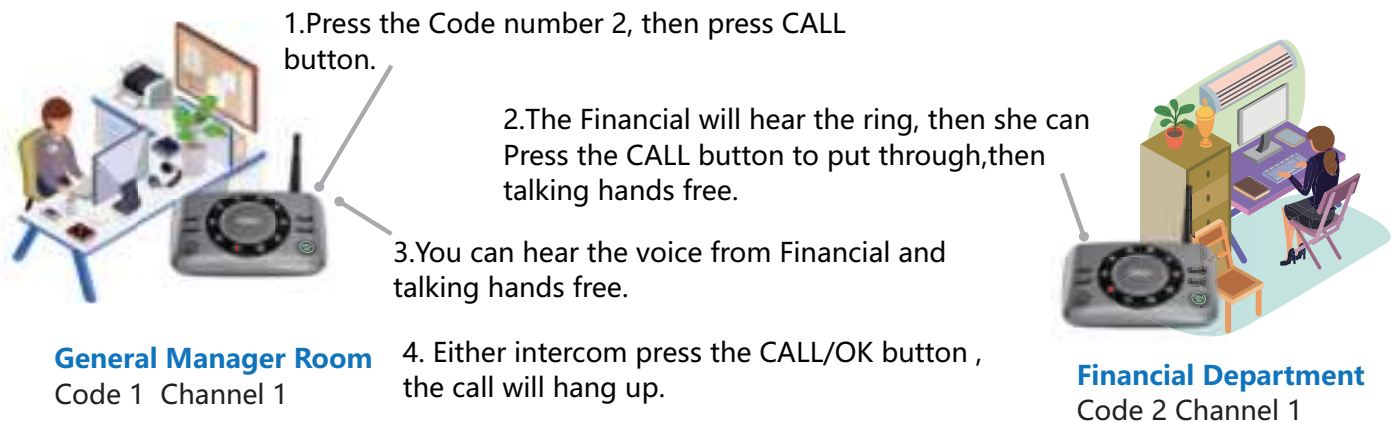 1.Press the Code number 2, then press CALL
button.
2.The Financial will hear the ring, then she can
Press the CALL button to put through,then
talking hands free.
3.You can hear the voice from Financial and
talking hands free.
4. Either intercom press the CALL/OK button ,
the call will hang up.
General Manager Room
Code 1  Channel 1
Financial Department
Code 2 Channel 1